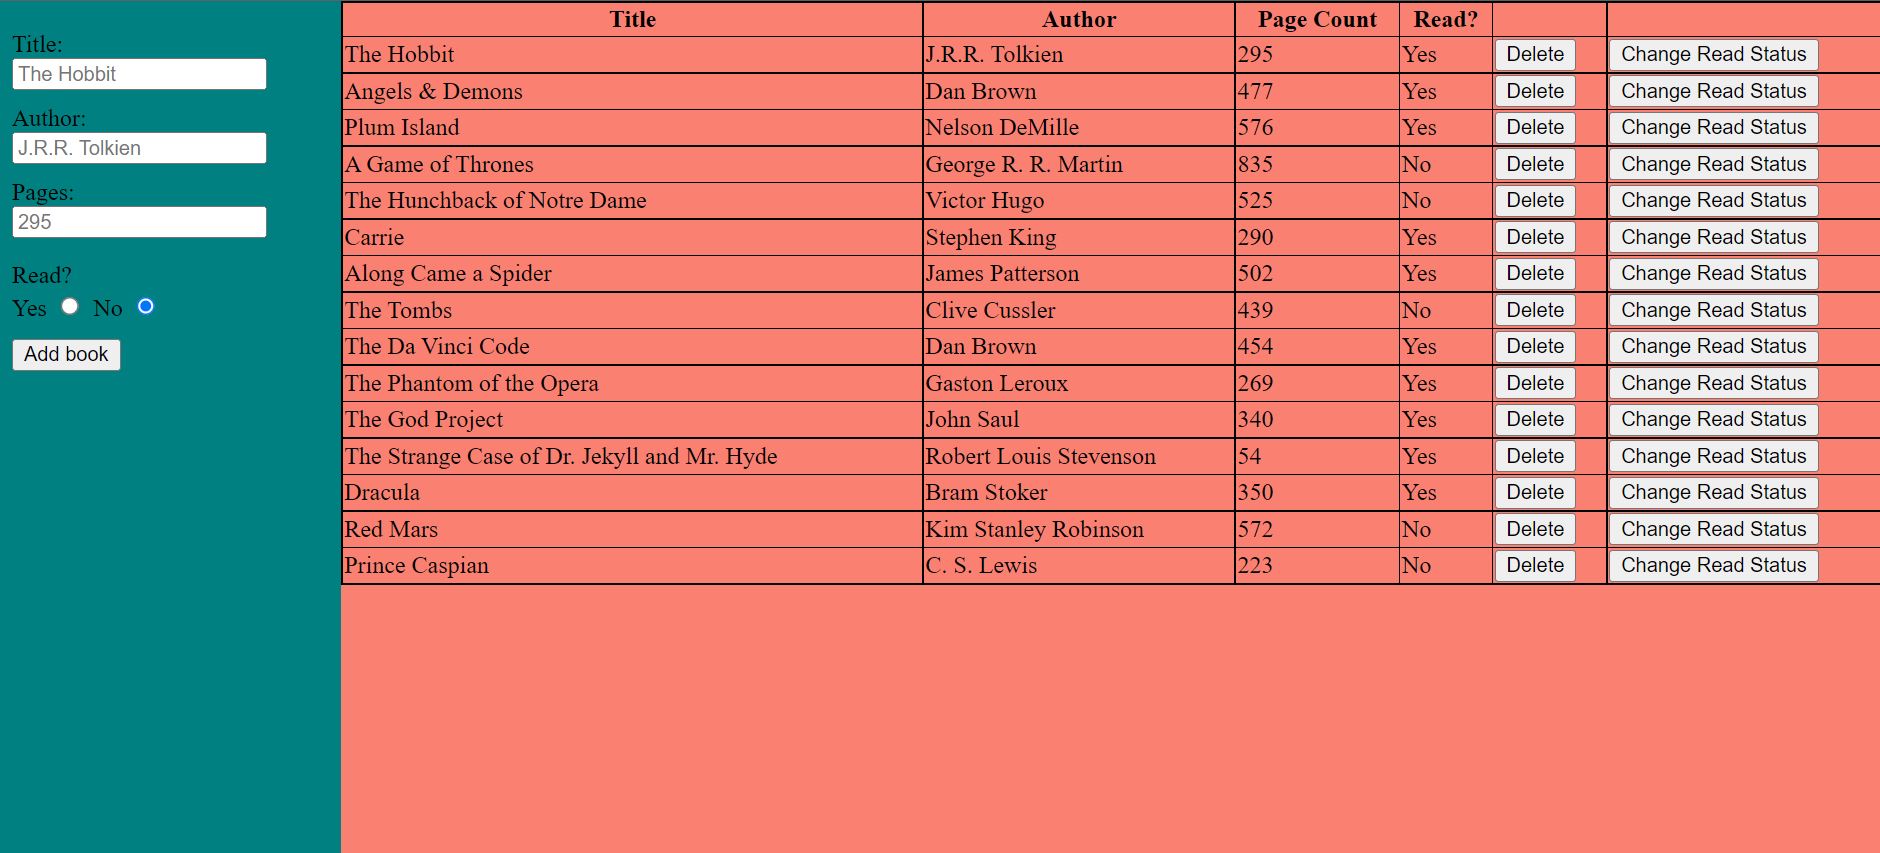 Title:
The Hobbit
Author:
J.R.R. Tolkien
Pages:
295
Read?
Yes No
Add book
Title Author Page Count Read?
The Hobbit J.R.R. Tolkien 295 Yes Delete Change Read Status
Angels & Demons Dan Brown 477 Yes Delete Change Read Status
Plum Island Nelson DeMille 576 Yes Delete Change Read Status
A Game of Thrones George R. R. Martin 835 No Delete Change Read Status
The Hunchback of Notre Dame Victor Hugo 525 No Delete Change Read Status
Carrie Stephen King 290 Yes Delete Change Read Status
Along Came a Spider James Patterson 502 Yes Delete Change Read Status
The Tombs Clive Cussler 439 No Delete Change Read Status
The Da Vinci Code Dan Brown 454 Yes Delete Change Read Status
The Phantom of the Opera Gaston Leroux 269 Yes Delete Change Read Status
The God Project John Saul 340 Yes Delete Change Read Status
The Strange Case of Dr. Jekyll and Mr. Hyde Robert Louis Stevenson 54 Yes Delete Change Read Status
Dracula Bram Stoker 350 Yes Delete Change Read Status
Red Mars Kim Stanley Robinson 572 No Delete Change Read Status
Prince Caspian C. S. Lewis 223 No Delete Change Read Status